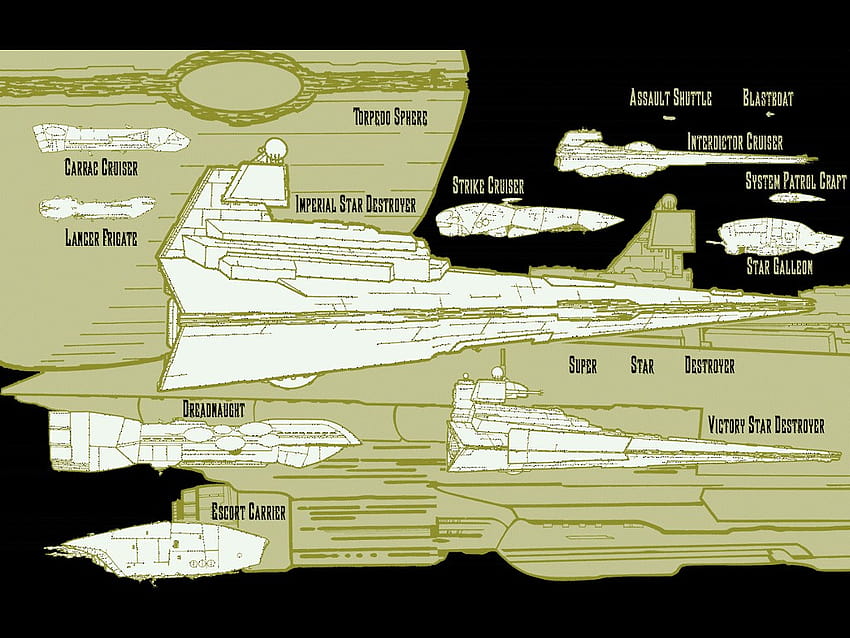 Assault Shuttle
Blastboat
Torpedo Sphere
Interdictor Cruiser
Carrac Cruiser
System Patrol Craft
Strike Cruiser
Imperial Star Destroyer
Lancer Frigate
Star Galleon
Super Star Destroyer
Dreadnaught
Victory Star Destroyer
Escort Carrier